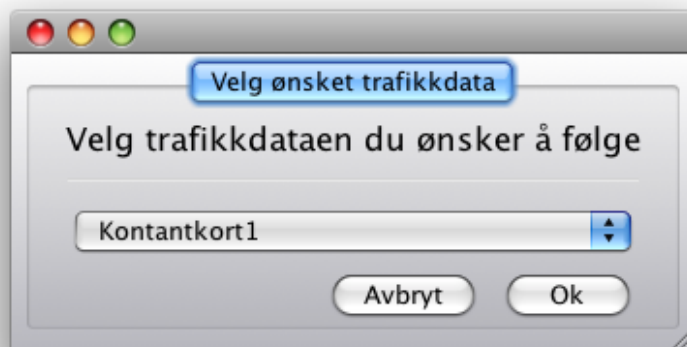 Velg ønsket trafikkdata
Velg trafikkdataen du ønsker å følge
Kontantkort1
Avbryt Ok